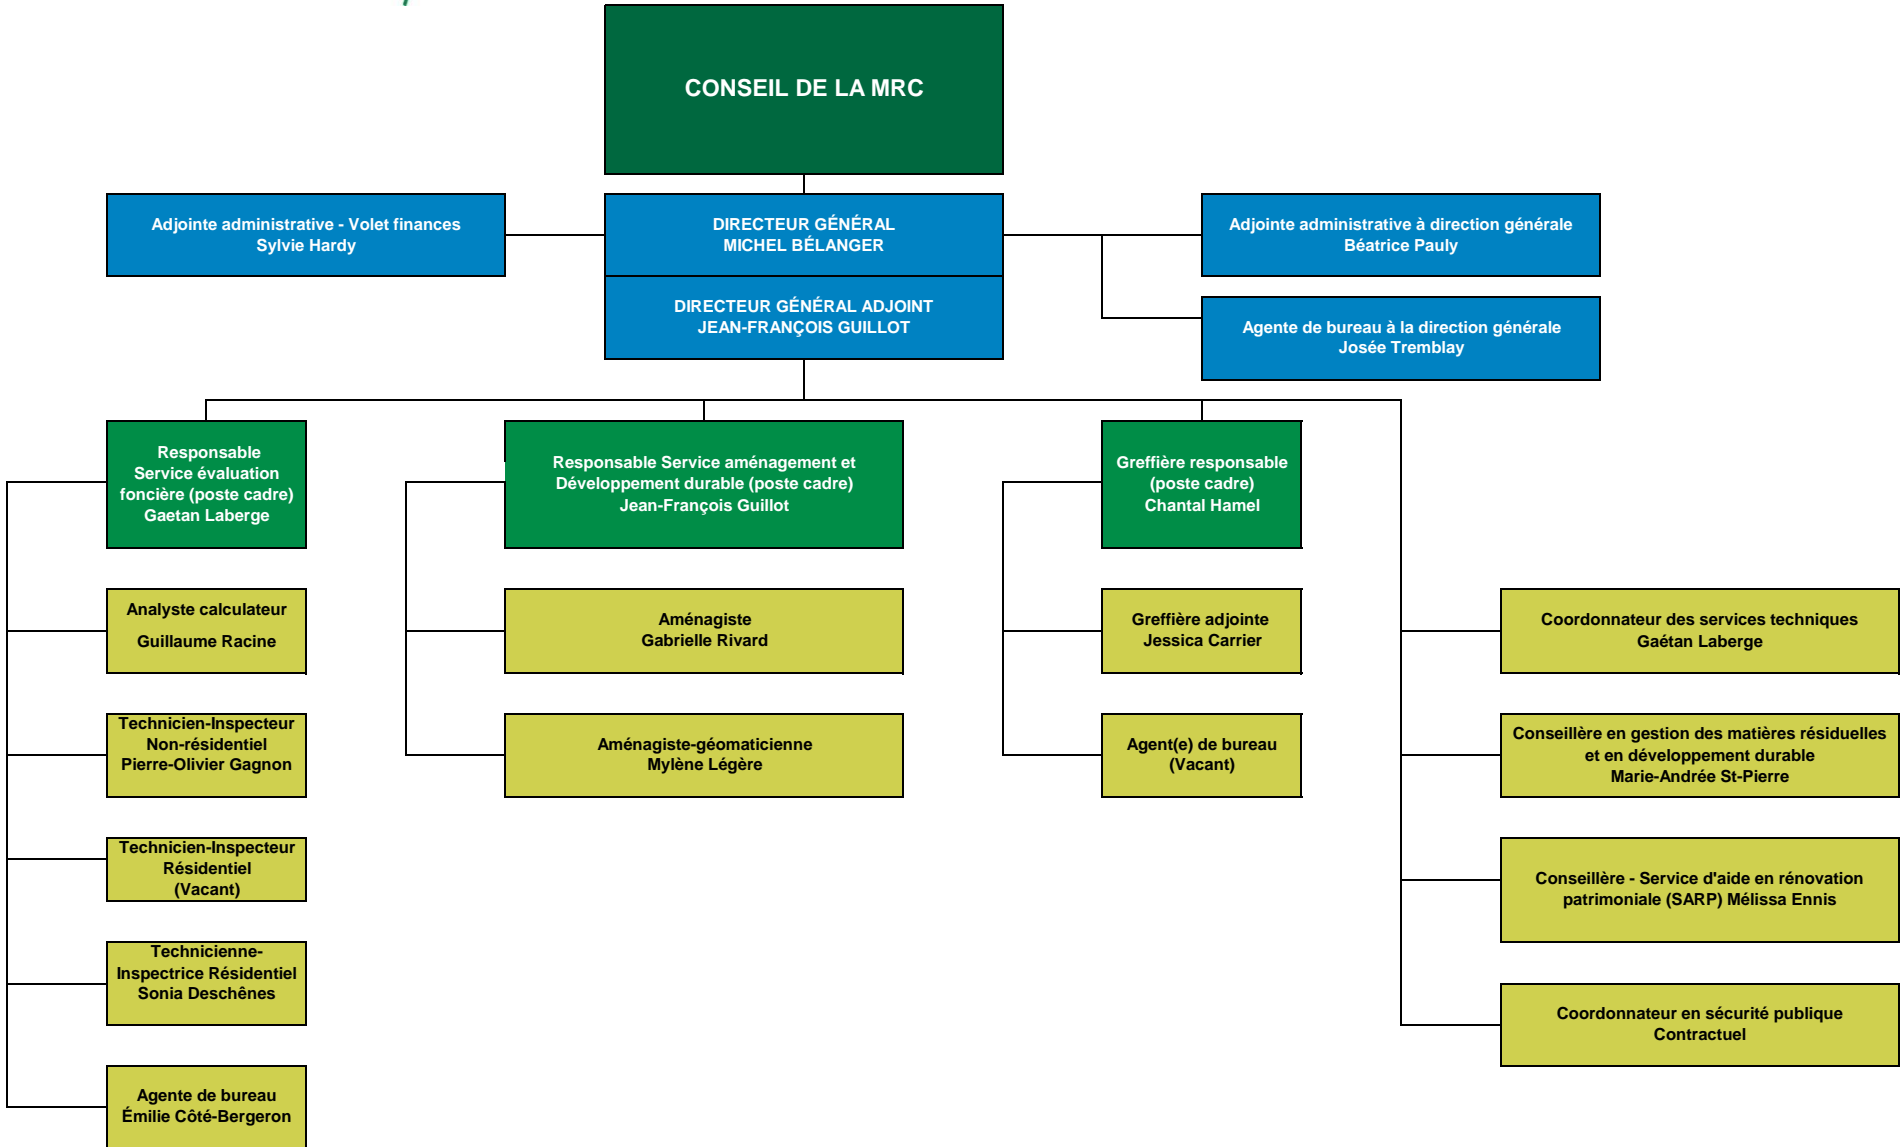 CONSEIL DE LA MRC
Adjointe administrative - Volet finances
Sylvie Hardy
DIRECTEUR GÉNÉRAL
MICHEL BÉLANGER
Adjointe administrative à direction générale
Béatrice Pauly
DIRECTEUR GÉNÉRAL ADJOINT
JEAN-FRANÇOIS GUILLOT
Agente de bureau à la direction générale
Josée Tremblay
Responsable
Service évaluation
foncière (poste cadre)
Gaetan Laberge
Responsable Service aménagement et
Développement durable (poste cadre)
Jean-François Guillot
Greffière responsable
(poste cadre)
Chantal Hamel
Analyste calculateur
Guillaume Racine
Aménagiste
Gabrielle Rivard
Greffière adjointe
Jessica Carrier
Coordonnateur des services techniques
Gaétan Laberge
Technicien-Inspecteur
Non-résidentiel
Pierre-Olivier Gagnon
Aménagiste-géomaticienne
Mylène Légère
Agent(e) de bureau
(Vacant)
Conseillère en gestion des matières résiduelles
et en développement durable
Marie-Andrée St-Pierre
Technicien-Inspecteur
Résidentiel
(Vacant)
Conseillère - Service d'aide en rénovation
patrimoniale (SARP) Mélissa Ennis
Technicienne-
Inspectrice Résidentiel
Sonia Deschênes
Coordonnateur en sécurité publique
Contractuel
Agente de bureau
Émilie Côté-Bergeron